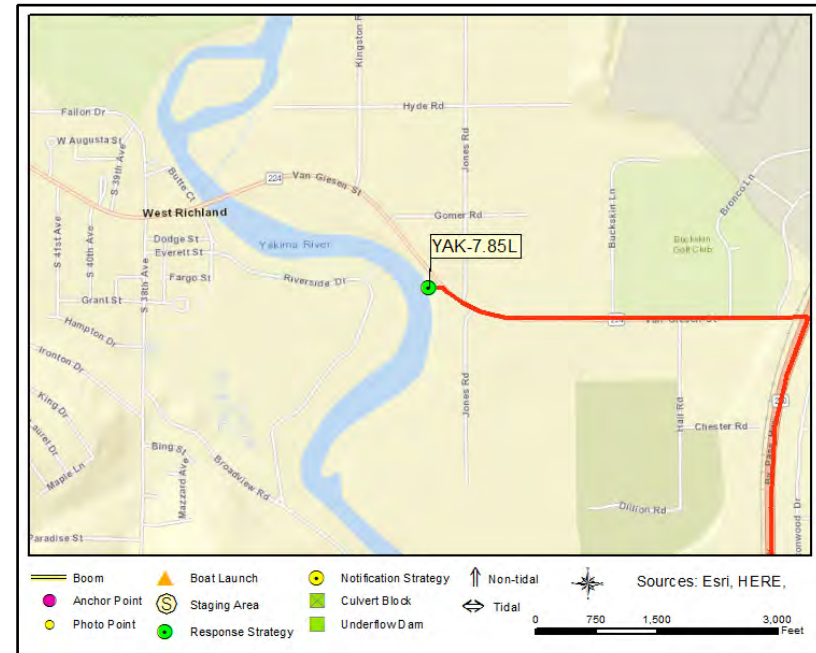 Kingston R
Hyde Rd
Fallon Dr
W Augusta St
S 39th Ave
Jones Rd
Butte Ct
224
Van Giesen St
Bronco Ln
Buckskin Ln
West Richland
Gomer Rd
S 41st Ave
S 40th Ave
Dodge St
Yakima River
YAK-7.85L
Buckskin
Golf Club
Everett St
Fargo St
Riverside Dr
S 38th Ave
Grant St
224
Van Giesen St
Hampton Dr
Ironton Dr
Jones Rd
Hall Rd
Chester Rd
King Dr
Laurel Dr
Bing St
Maple Ln
Mazzard Ave
Broadview Rd
Dillion Rd
Paradise St
Boom
Boat Launch
Notification Strategy
Non-tidal
Sources: Esri, HERE,
Anchor Point
S
Staging Area
Culvert Block
Tidal
Photo Point
Response Strategy
Underflow Dam
0 750 1,500 3,000
Feet